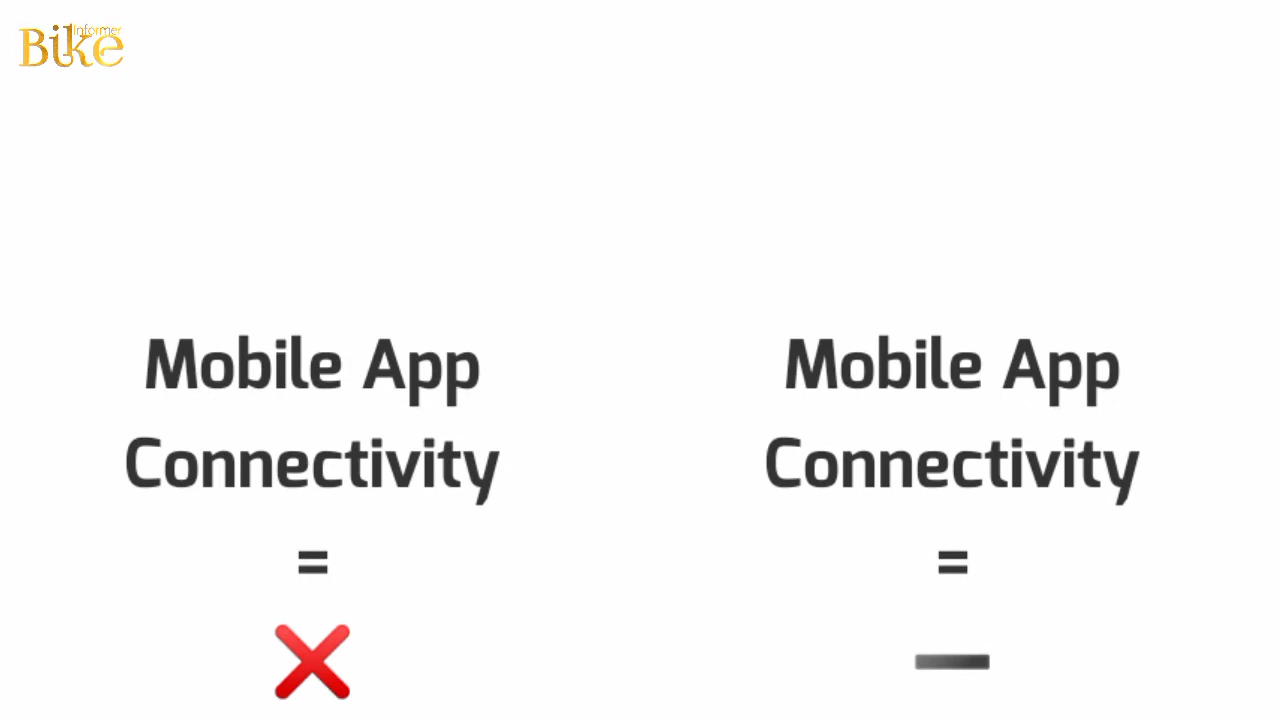 Informer
Bike
Mobile App
Connectivity
=
❌
Mobile App
Connectivity
=
➖